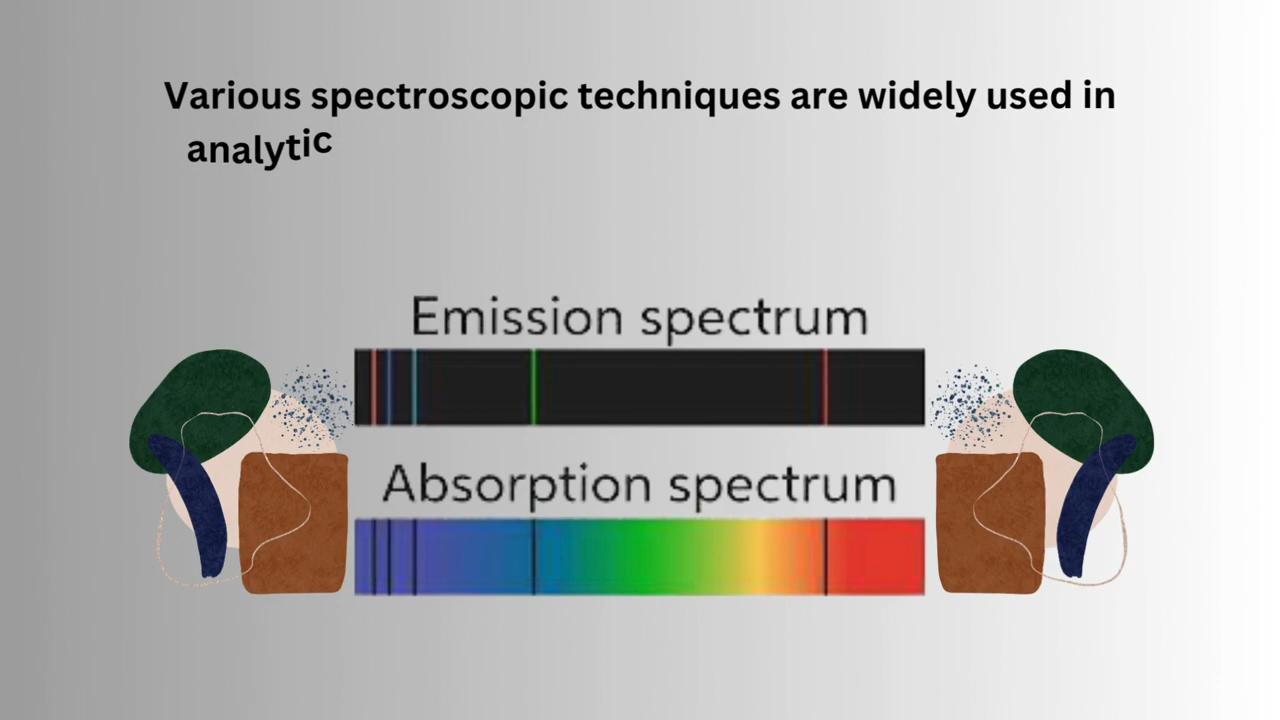 Various spectroscopic techniques are widely used in
analytic
Emission spectrum
Absorption spectrum